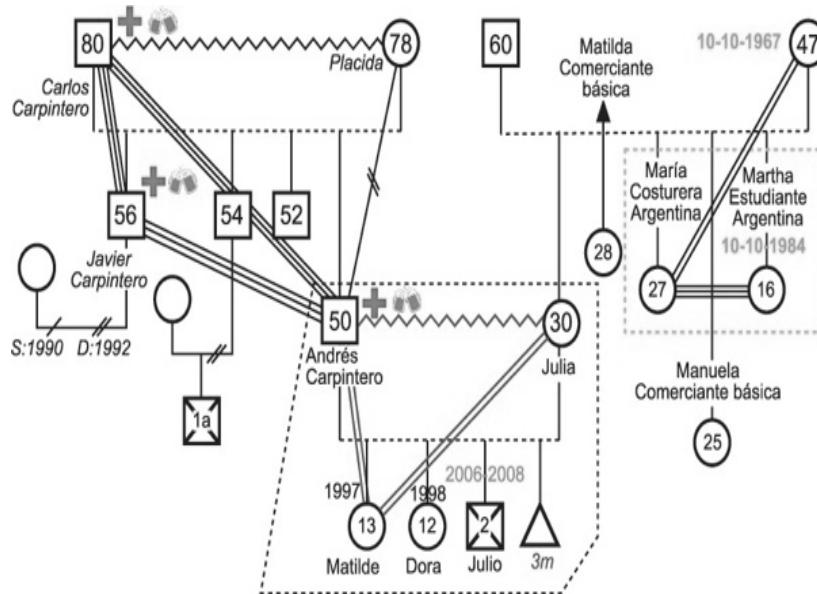 80
78
60
10-10-1967
47
Placida
Carlos
Carpintero
Matilda
Comerciante
básica
María
Costurera
Argentina
Martha
Estudiante
Argentina
10-10-1984
56
54
52
28
27
16
Javier
Carpintero
S:1990
D:1992
1a
50
30
Andrés
Carpintero
Julia
Manuela
Comerciante básica
25
1997
1998
2006-2008
13
12
2
Matilde
Dora
Julio
3m